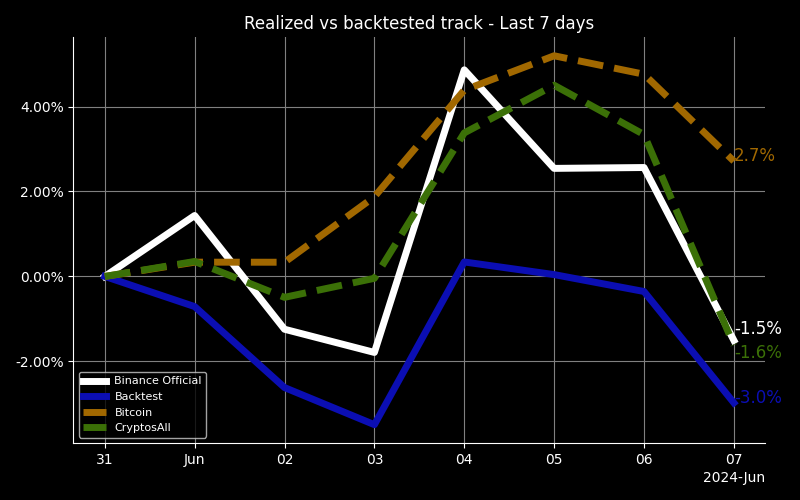 Realized vs backtested track - Last 7 days
4.00%
2.00%
0.00%
-2.00%
2.7%
-1.5%
-1.6%
-3.0%
Binance Official
Backtest
Bitcoin
CryptosAll
31 Jun 02 03 04 05 06 07
2024-Jun